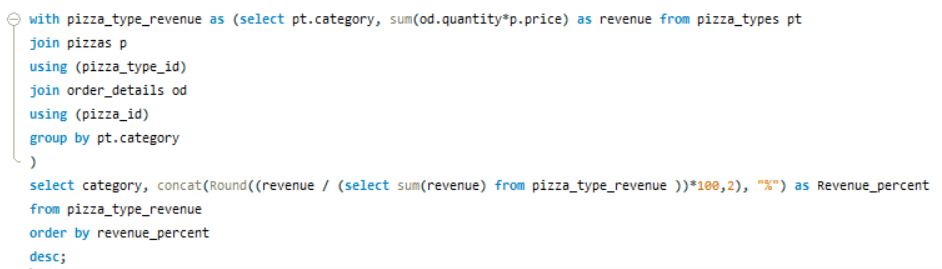 with pizza_type_revenue as (select pt.category, sum(od.quantity*p.price) as revenue from pizza_types pt
join pizzas p
using (pizza_type_id)
join order_details od
using (pizza_id)
group by pt.category
)
select category, concat(Round((revenue / (select sum(revenue) from pizza_type_revenue ))*100,2), "%") as Revenue_percent
from pizza_type_revenue
order by revenue_percent
desc;